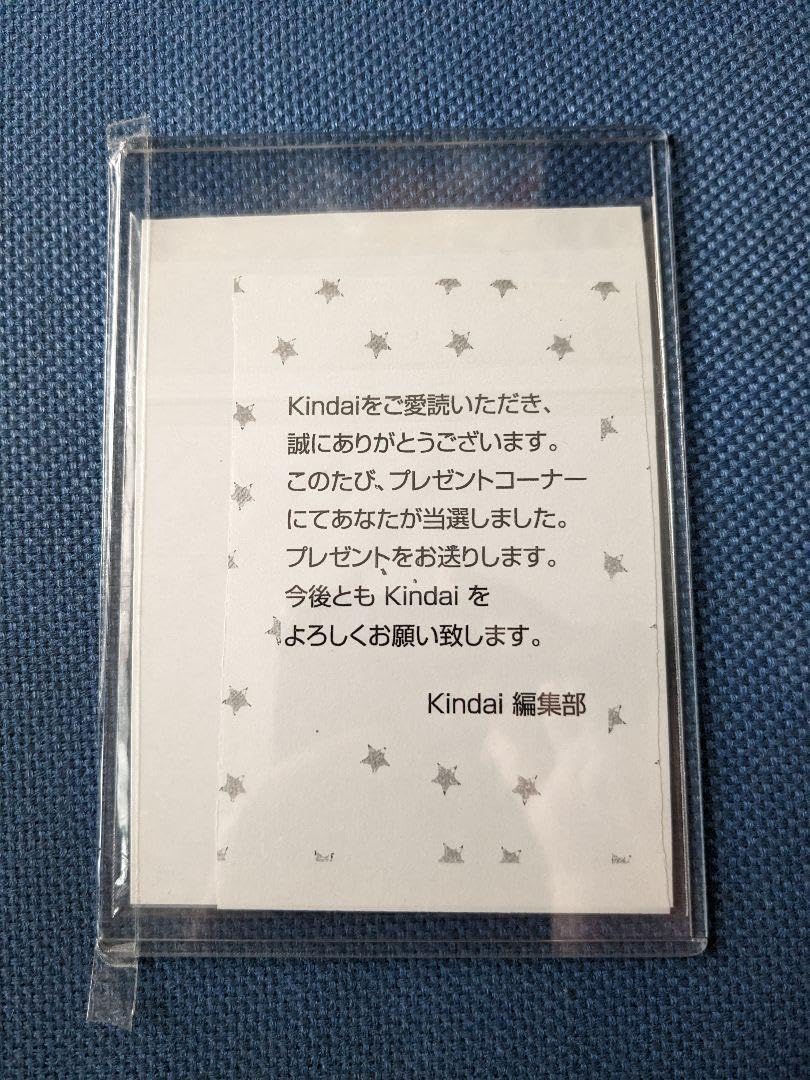 Kindaiをご愛読いただき、
誠にありがとうございます。
このたび、プレゼントコーナー
にてあなたが当選しました。
プレゼントをお送りします。
今後とも Kindai を
よろしくお願い致します。
Kindai 編集部